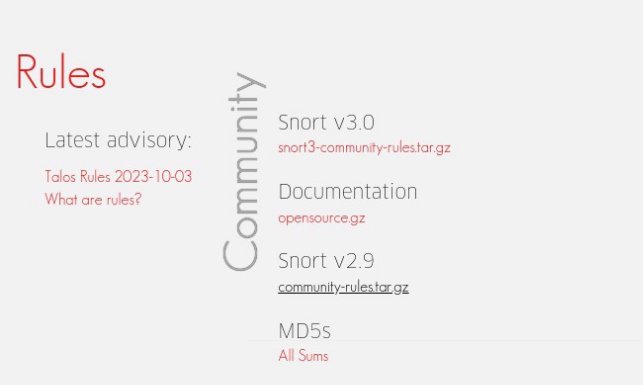 Rules
Latest advisory:
Talos Rules 2023-10-03
What are rules?
Community
Snort v3.0
snort3-community-rules.tar.gz
Documentation
opensource.gz
Snort v2.9
community-rules.tar.gz
MD5s
All Sums